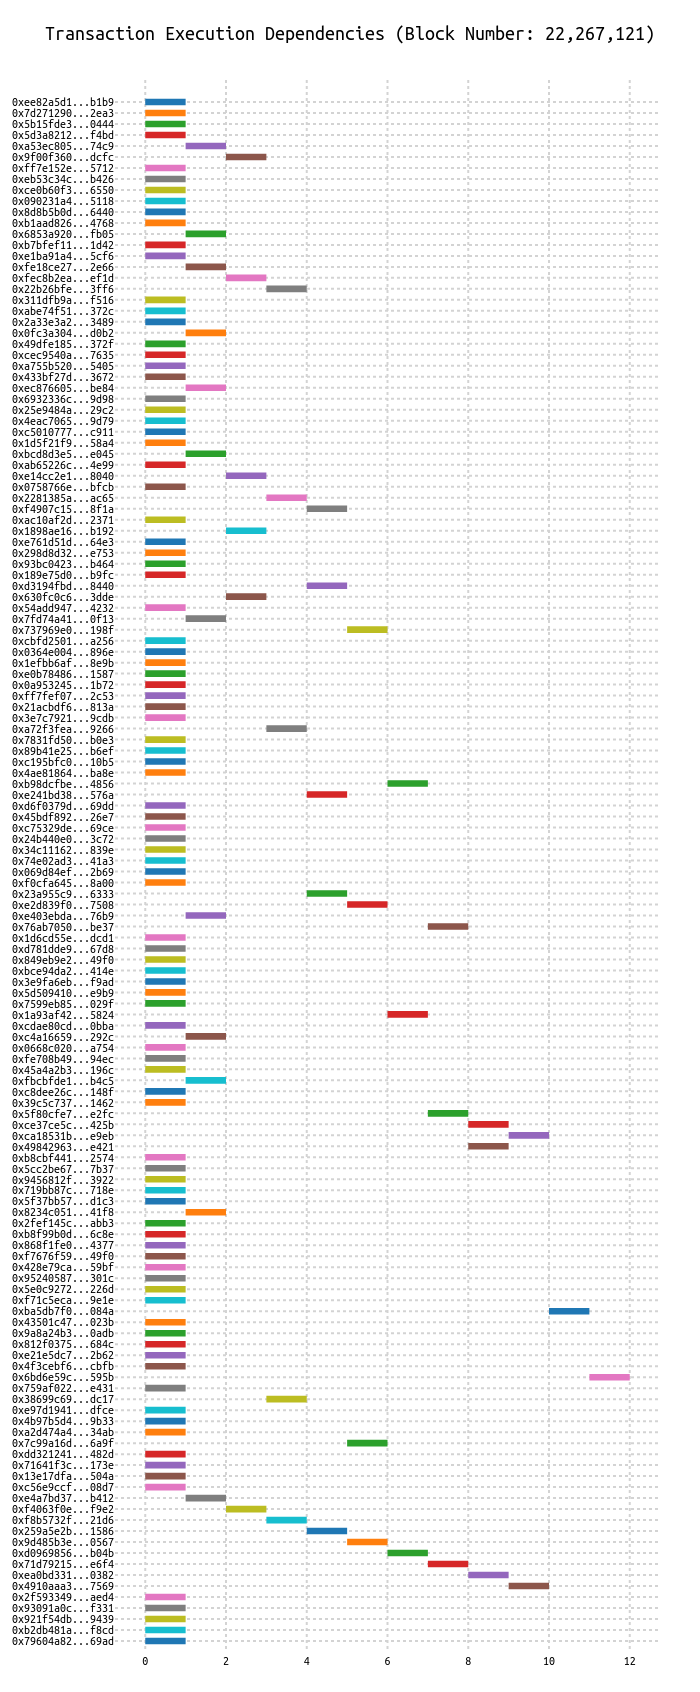 Transaction Execution Dependencies (Block Number: 22,267,121)
0xee82a5d1...b1b9
0x7d271290...2ea3
0x5b15fde3...0444
0x5d3a8212...f4bd
0xa53ec805...74c9
0x9f00f360...dcfc
0xff7e152e...5712
0xeb53c34c...b426
0xce0b60f3...6550
0x090231a4...5118
0x8d8b5b0d...6440
0xb1aad826...4768
0x6853a920...fb05
0xb7bfef11...1d42
0xe1ba91a4...5cf6
0xfe18ce27...2e66
0xfec8b2ea...ef1d
0x22b26bfe...3ff6
0x311dfb9a...f516
0xabe74f51...372c
0x2a33e3a2...3489
0x0fc3a304...d0b2
0x49dfe185...372f
0xcec9540a...7635
0xa755b520...5405
0x433bf27d...3672
0xec876605...be84
0x6932336c...9d98
0x25e9484a...29c2
0x4eac7065...9d79
0xc5010777...c911
0x1d5f21f9...58a4
0xbcd8d3e5...e045
0xab65226c...4e99
0xe14cc2e1...8040
0x0758766e...bfcb
0x2281385a...ac65
0xf4907c15...8f1a
0xac10af2d...2371
0x1898ae16...b192
0xe761d51d...64e3
0x298d8d32...e753
0x93bc0423...b464
0x189e75d0...b9fc
0xd3194fbd...8440
0x630fc0c6...3dde
0x54add947...4232
0x7fd74a41...0f13
0x737969e0...198f
0xcbfd2501...a256
0x0364e004...896e
0x1efbb6af...8e9b
0xe0b78486...1587
0x0a953245...1b72
0xff7fef07...2c53
0x21acbdf6...813a
0x3e7c7921...9cdb
0xa72f3fea...9266
0x7831fd50...b0e3
0x89b41e25...b6ef
0xc195bfc0...10b5
0x4ae81864...ba8e
0xb98dcfbe...4856
0xe241bd38...576a
0xd6f0379d...69dd
0x45bdf892...26e7
0xc75329de...69ce
0x24b440e0...3c72
0x34c11162...839e
0x74e02ad3...41a3
0x069d84ef...2b69
0xf0cfa645...8a00
0x23a955c9...6333
0xe2d839f0...7508
0xe403ebda...76b9
0x76ab7050...be37
0x1d6cd55e...dcd1
0xd781dde9...67d8
0x849eb9e2...49f0
0xbce94da2...414e
0x3e9fa6eb...f9ad
0x5d509410...e9b9
0x7599eb85...029f
0x1a93af42...5824
0xcdae80cd...0bba
0xc4a16659...292c
0x0668c020...a754
0xfe708b49...94ec
0x45a4a2b3...196c
0xfbcbfde1...b4c5
0xc8dee26c...148f
0x39c5c737...1462
0x5f80cfe7...e2fc
0xce37ce5c...425b
0xca18531b...e9eb
0x49842963...e421
0xb8cbf441...2574
0x5cc2be67...7b37
0x9456812f...3922
0x719bb87c...718e
0x5f37bb57...d1c3
0x8234c051...41f8
0x2fef145c...abb3
0xb8f99b0d...6c8e
0x868f1fe0...4377
0xf7676f59...49f0
0x428e79ca...59bf
0x95240587...301c
0x5e0c9272...226d
0xf71c5eca...9e1e
0xba5db7f0...084a
0x43501c47...023b
0x9a8a24b3...0adb
0x812f0375...684c
0xe21e5dc7...2b62
0x4f3cebf6...cbfb
0x6bd6e59c...595b
0x759af022...e431
0x38699c69...dc17
0xe97d1941...dfce
0x4b97b5d4...9b33
0xa2d474a4...34ab
0x7c99a16d...6a9f
0xdd321241...482d
0x71641f3c...173e
0x13e17dfa...504a
0xc56e9ccf...08d7
0xe4a7bd37...b412
0xf4063f0e...f9e2
0xf8b5732f...21d6
0x259a5e2b...1586
0x9d485b3e...0567
0xd0969856...b04b
0x71d79215...e6f4
0xea0bd331...0382
0x4910aaa3...7569
0x2f593349...aed4
0x93091a0c...f331
0x921f54db...9439
0xb2db481a...f8cd
0x79604a82...69ad
0 2 4 6 8 10 12